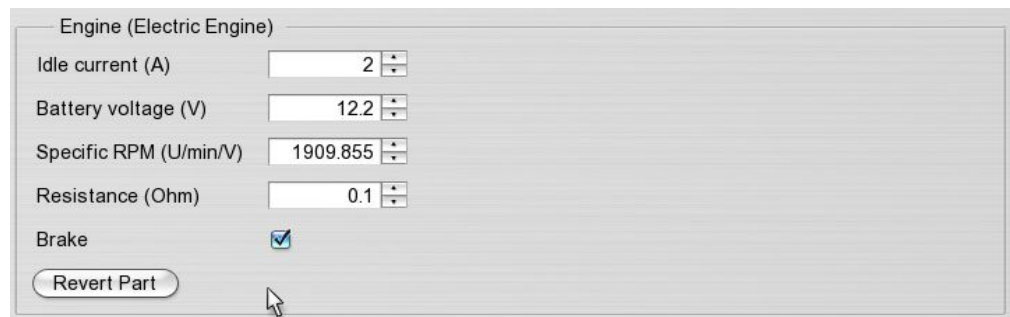 Engine (Electric Engine)
Idle current (A) 2
Battery voltage (V) 12.2
Specific RPM (U/min/V) 1909.855
Resistance (Ohm) 0.1
Brake
Revert Part